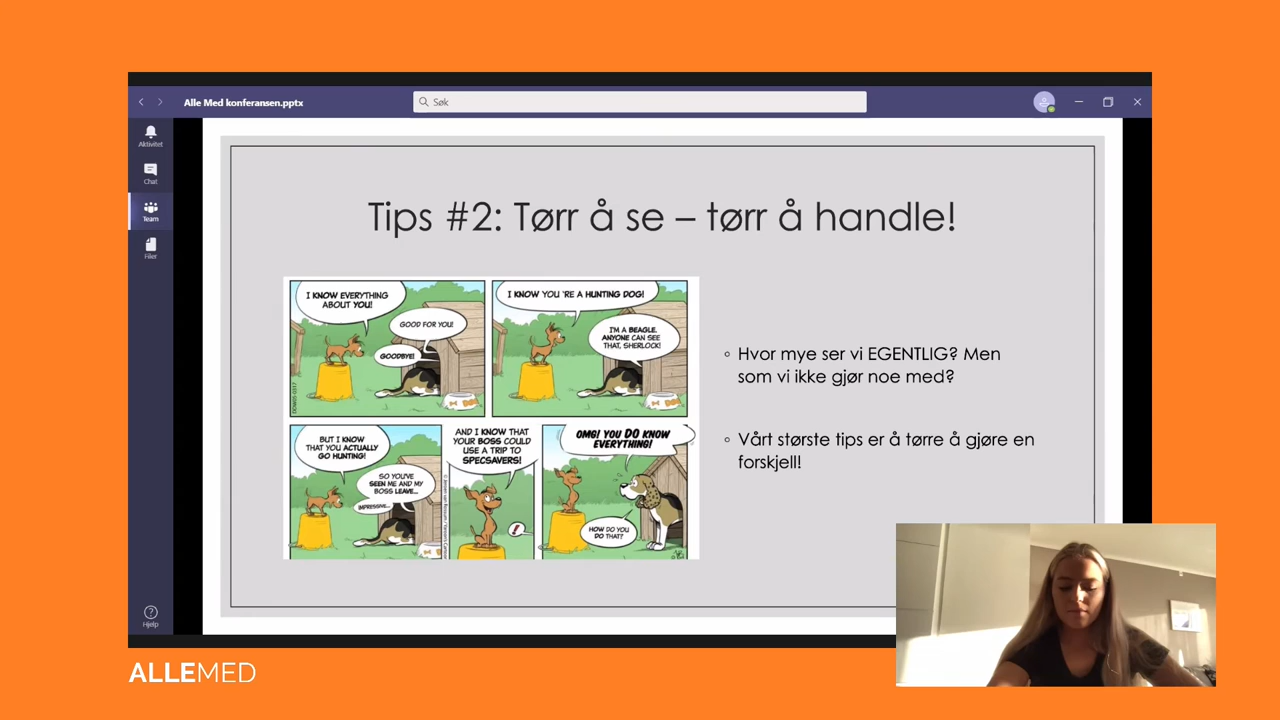 Alle Med konferansen.pptx
Søk
Aktivitet
Chat
Team
Filer
Hjelp
Tips #2: Tørr å se – tørr å handle!
I KNOW EVERYTHING
ABOUT YOU!
GOOD FOR YOU!
GOODBYE!
I KNOW YOU 'RE A HUNTING DOG!
I'M A BEAGLE.
ANYONE CAN SEE
THAT, SHERLOCK!
BUT I KNOW
THAT YOU ACTUALLY
GO HUNTING!
SO YOU'VE
SEEN ME AND MY
BOSS LEAVE...
IMPRESSIVE...
AND I KNOW THAT
YOUR BOSS COULD
USE A TRIP TO
SPECSAVERS!
!
OMG! YOU DO KNOW
EVERYTHING!
HOW DO YOU
DO THAT?
◦ Hvor mye ser vi EGENTLIG? Men
som vi ikke gjør noe med?
◦ Vårt største tips er å tørre å gjøre en
forskjell!
ALLEMED